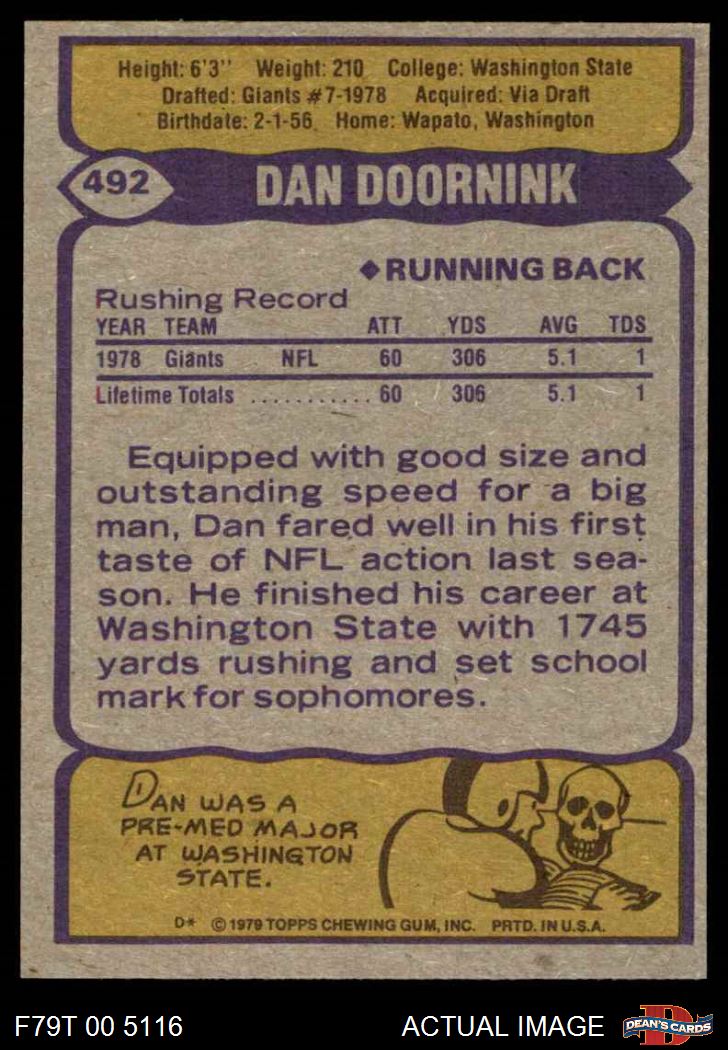 Height: 6'3'' Weight: 210 College: Washington State
Drafted: Giants #7-1978 Acquired: Via Draft
Birthdate: 2-1-56 Home: Wapato, Washington
492 DAN DOORNINK
◆RUNNING BACK
Rushing Record
YEAR TEAM ATT YDS AVG TDS
1978 Giants NFL 60 306 5.1 1
Lifetime Totals ........... 60 306 5.1 1
Equipped with good size and
outstanding speed for a big
man, Dan fared well in his first
taste of NFL action last sea-
son. He finished his career at
Washington State with 1745
yards rushing and set school
mark for sophomores.
DAN WAS A
PRE-MED MAJOR
AT WASHINGTON
STATE.
D* © 1979 TOPPS CHEWING GUM, INC. PRTD. IN U.S.A.
F79T 00 5116 ACTUAL IMAGE D DEAN'S CARDS